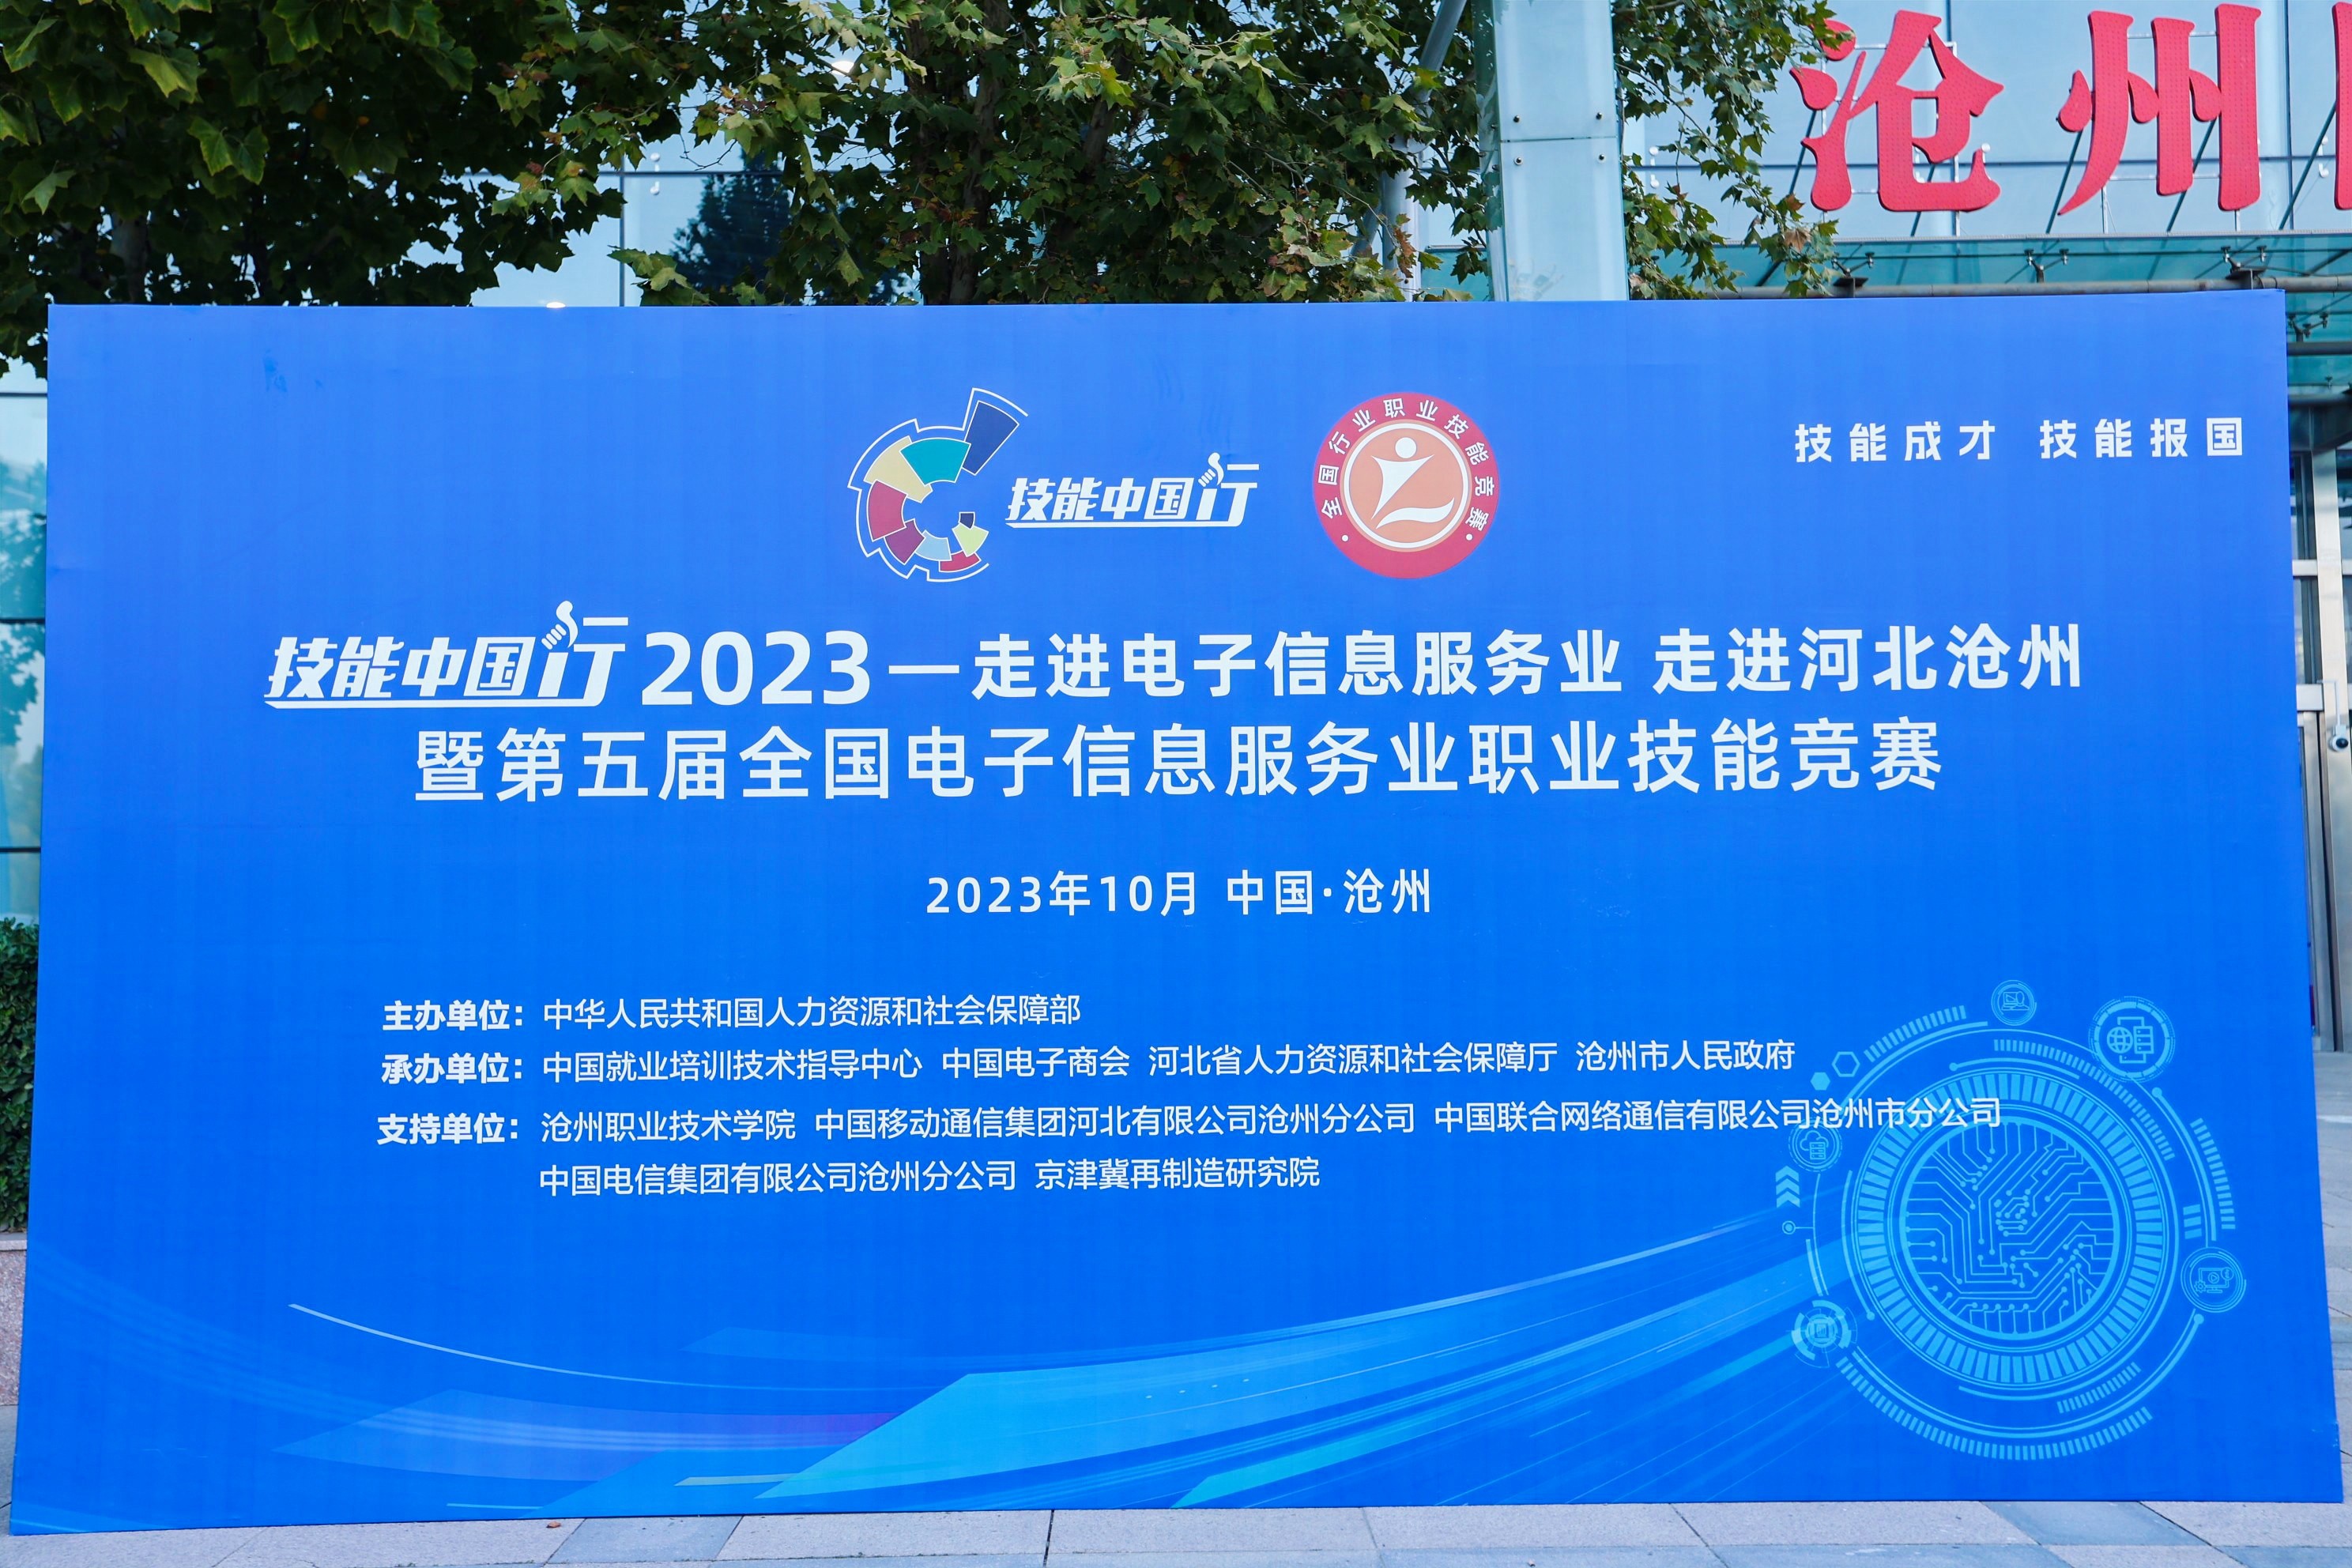 沧州
技能中国行
全国行业职业技能竞赛
技能成才 技能报国
技能中国行2023—走进电子信息服务业 走进河北沧州
暨第五届全国电子信息服务业职业技能竞赛
2023年10月 中国·沧州
主办单位：中华人民共和国人力资源和社会保障部
承办单位：中国就业培训技术指导中心 中国电子商会 河北省人力资源和社会保障厅 沧州市人民政府
支持单位：沧州职业技术学院 中国移动通信集团河北有限公司沧州分公司 中国联合网络通信有限公司沧州市分公司
中国电信集团有限公司沧州分公司 京津冀再制造研究院